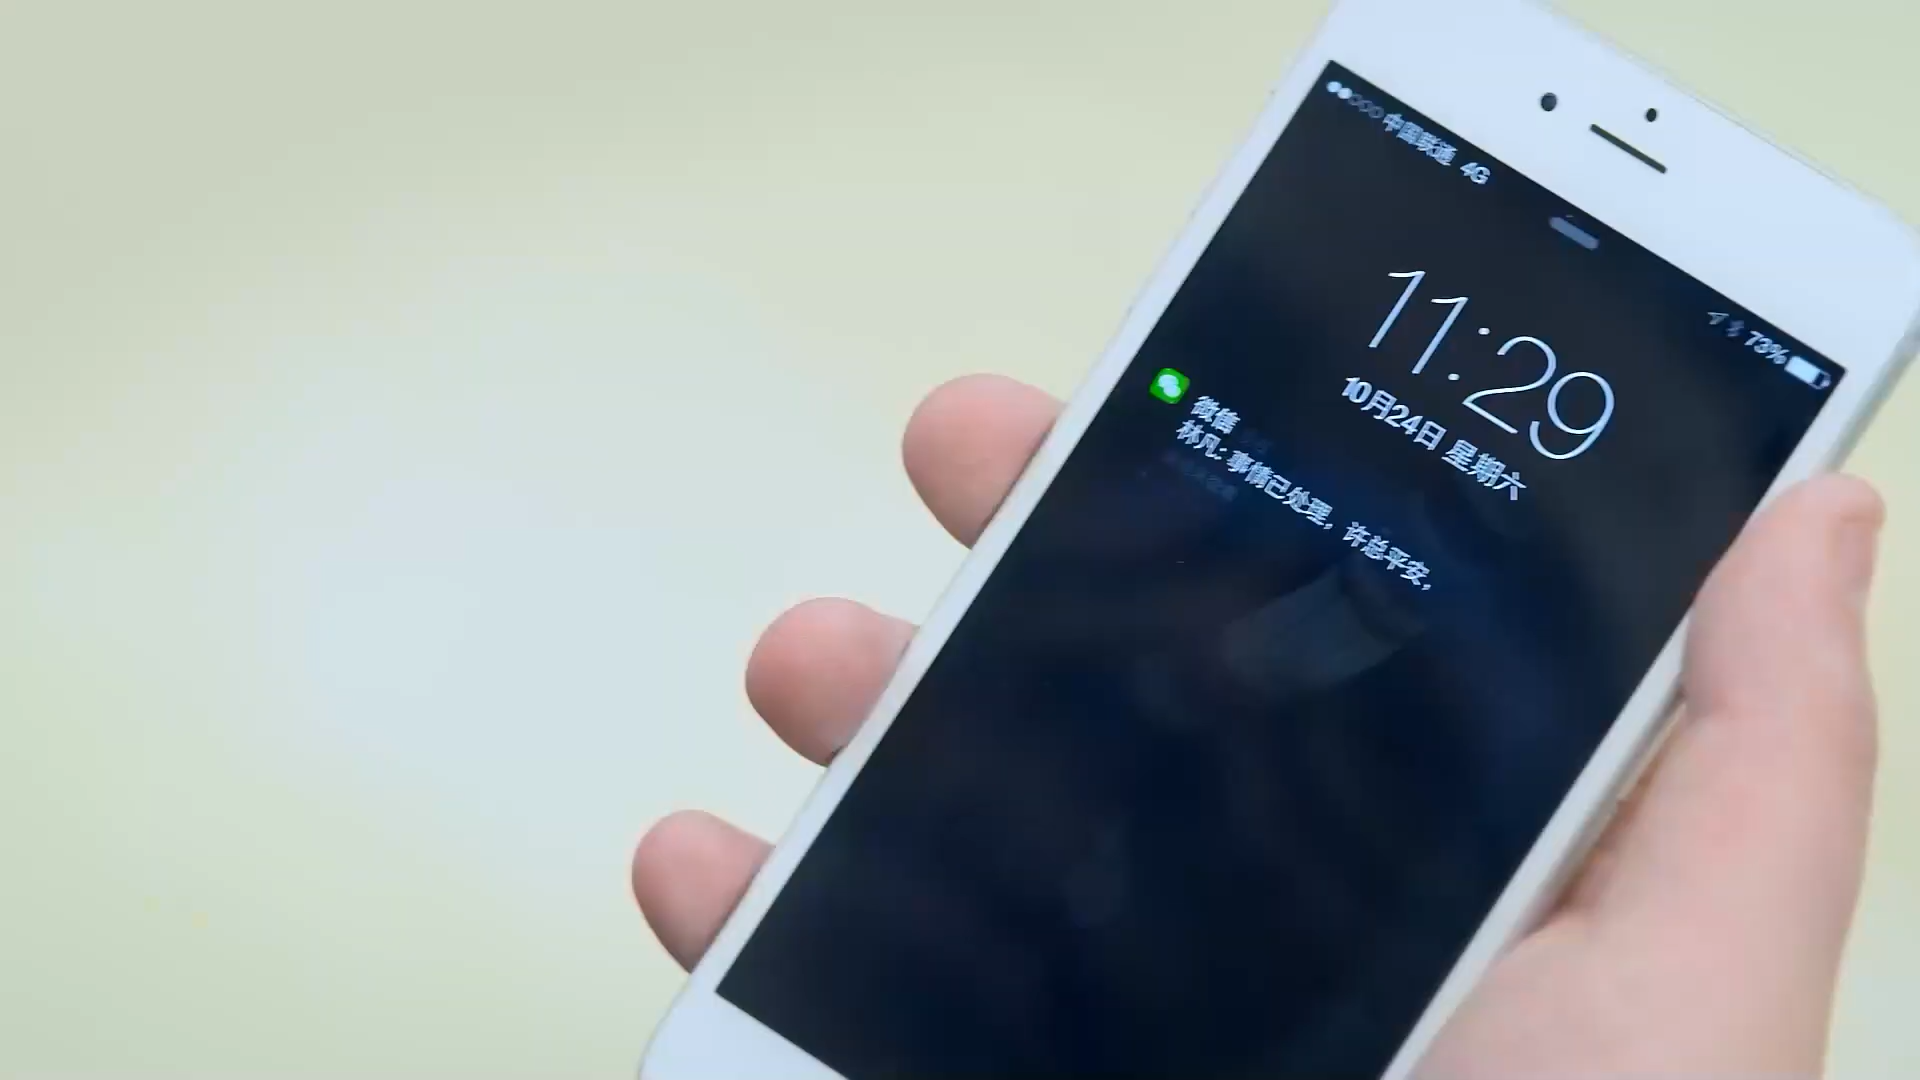 中国联通 4G
73%
11:29
10月24日 星期六
微信
林凡: 事情已处理, 许总平安,